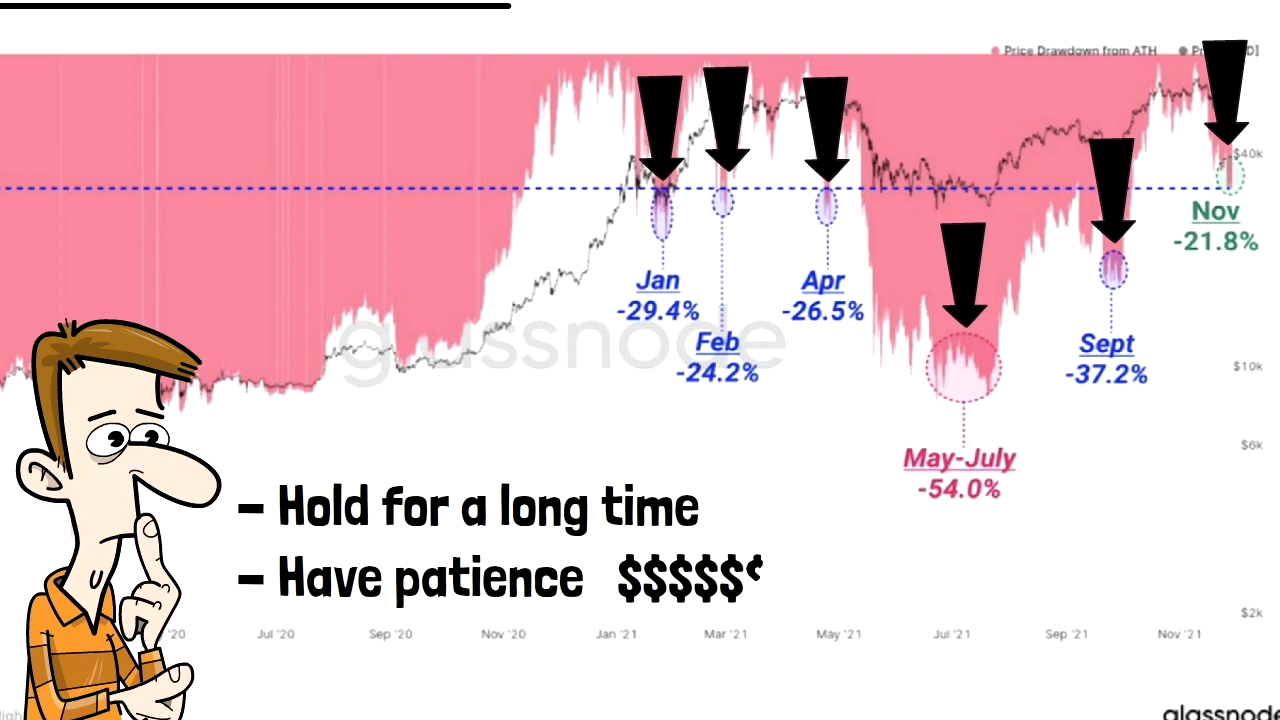 Price Drawdown from ATH
$40k
Nov
-21.8%
Jan
-29.4%
Apr
-26.5%
glassnode
Feb
-24.2%
Sept
-37.2%
$10k
$6k
May-July
-54.0%
– Hold for a long time
– Have patience $$$$$¢
$2k
'20 Jul '20 Sep '20 Nov '20 Jan '21 Mar '21 May '21 Jul '21 Sep '21 Nov '21
glassnode